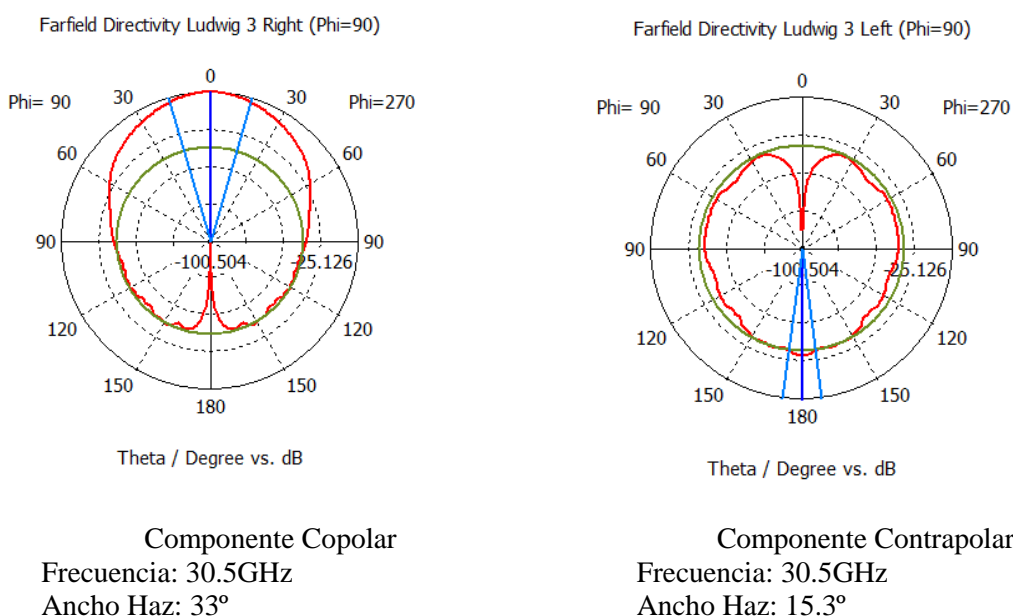 Farfield Directivity Ludwig 3 Right (Phi=90)
0
30
30
Phi= 90
Phi=270
60
60
90
90
-100.504
-25.126
120
120
150
150
180
Theta / Degree vs. dB
Componente Copolar
Frecuencia: 30.5GHz
Ancho Haz: 33º
Farfield Directivity Ludwig 3 Left (Phi=90)
0
30
30
Phi= 90
Phi=270
60
60
90
90
-100.504
-25.126
120
120
150
150
180
Theta / Degree vs. dB
Componente Contrapolar
Frecuencia: 30.5GHz
Ancho Haz: 15.3º